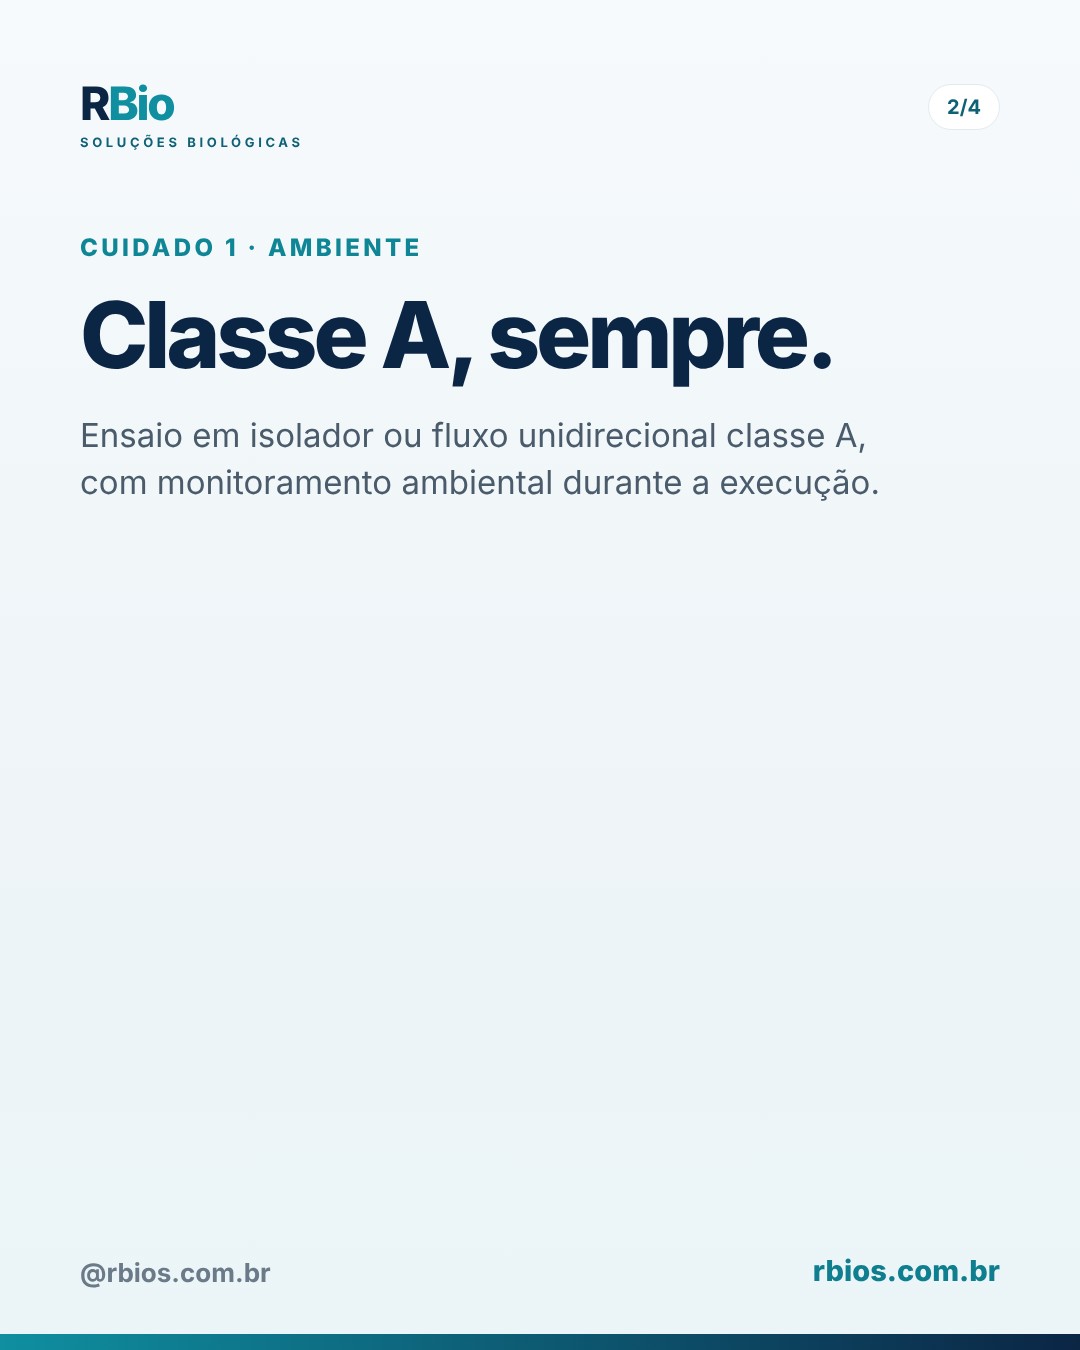 RBio
SOLUÇÕES BIOLÓGICAS
2/4
CUIDADO 1 · AMBIENTE
Classe A, sempre.
Ensaio em isolador ou fluxo unidirecional classe A,
com monitoramento ambiental durante a execução.
@rbios.com.br
rbios.com.br